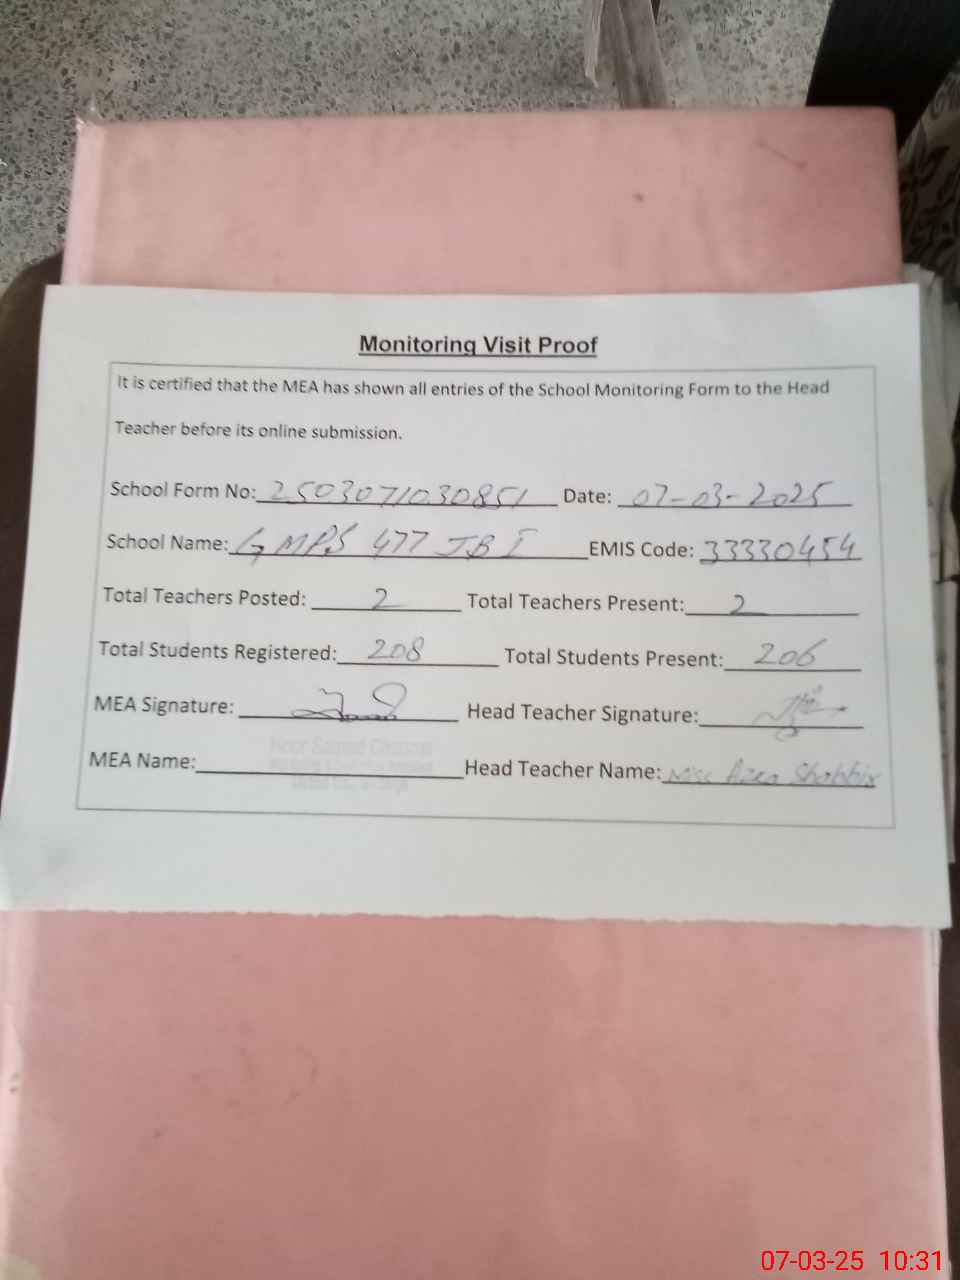 Monitoring Visit Proof
It is certified that the MEA has shown all entries of the School Monitoring Form to the Head
Teacher before its online submission.
School Form No: 2503071030851 Date: 07-03-2025
School Name: GMPS 477 JB I EMIS Code: 33330454
Total Teachers Posted: 2 Total Teachers Present: 2
Total Students Registered: 208 Total Students Present: 206
MEA Signature: Head Teacher Signature:
MEA Name: Head Teacher Name: Miss Azra Shabbir
07-03-25 10:31